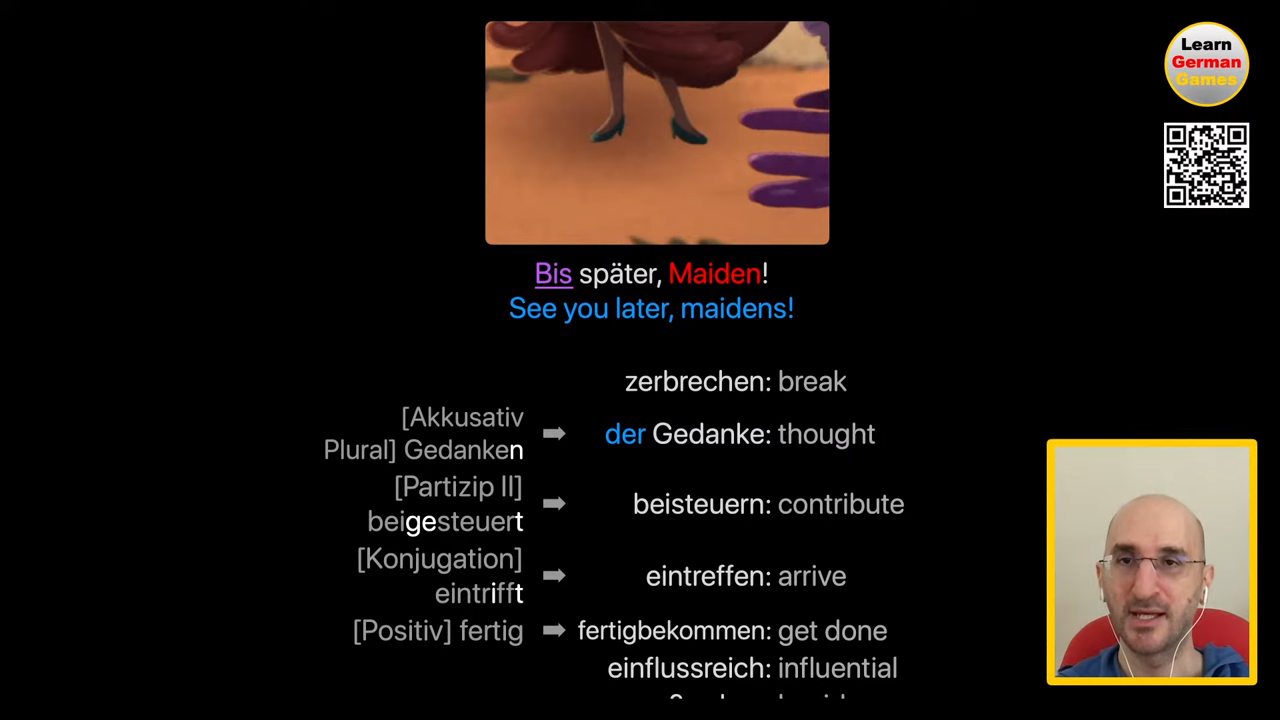 Learn
German
Games
Bis später, Maiden!
See you later, maidens!
zerbrechen: break
[Akkusativ
Plural] Gedanken ➡ der Gedanke: thought
[Partizip II]
beigesteuert ➡ beisteuern: contribute
[Konjugation]
eintrifft ➡ eintreffen: arrive
[Positiv] fertig ➡ fertigbekommen: get done
einflussreich: influential